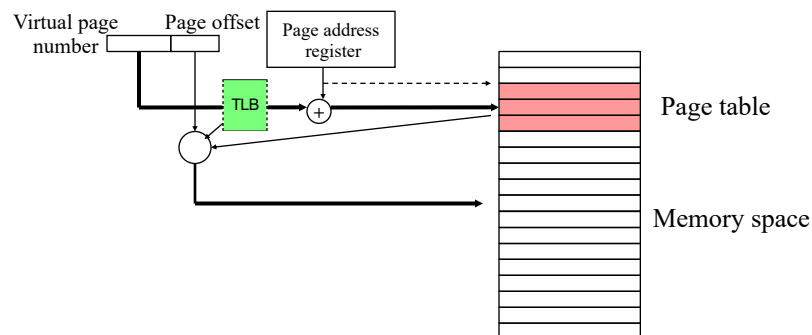 Virtual page
number
Page offset
Page address
register
TLB
+
Page table
Memory space